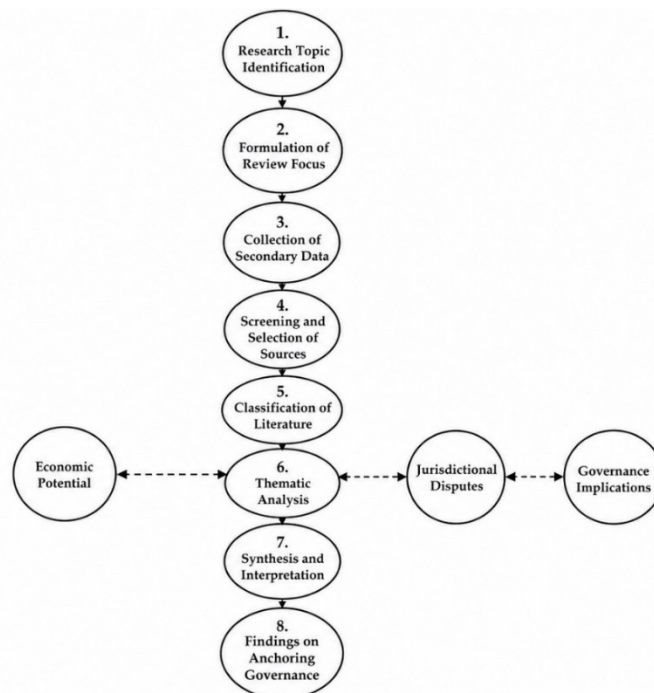 1.
Research Topic
Identification
2.
Formulation of
Review Focus
3.
Collection of
Secondary Data
4.
Screening and
Selection of
Sources
5.
Classification of
Literature
Economic
Potential
6.
Thematic
Analysis
Jurisdictional
Disputes
Governance
Implications
7.
Synthesis and
Interpretation
8.
Findings on
Anchoring
Governance